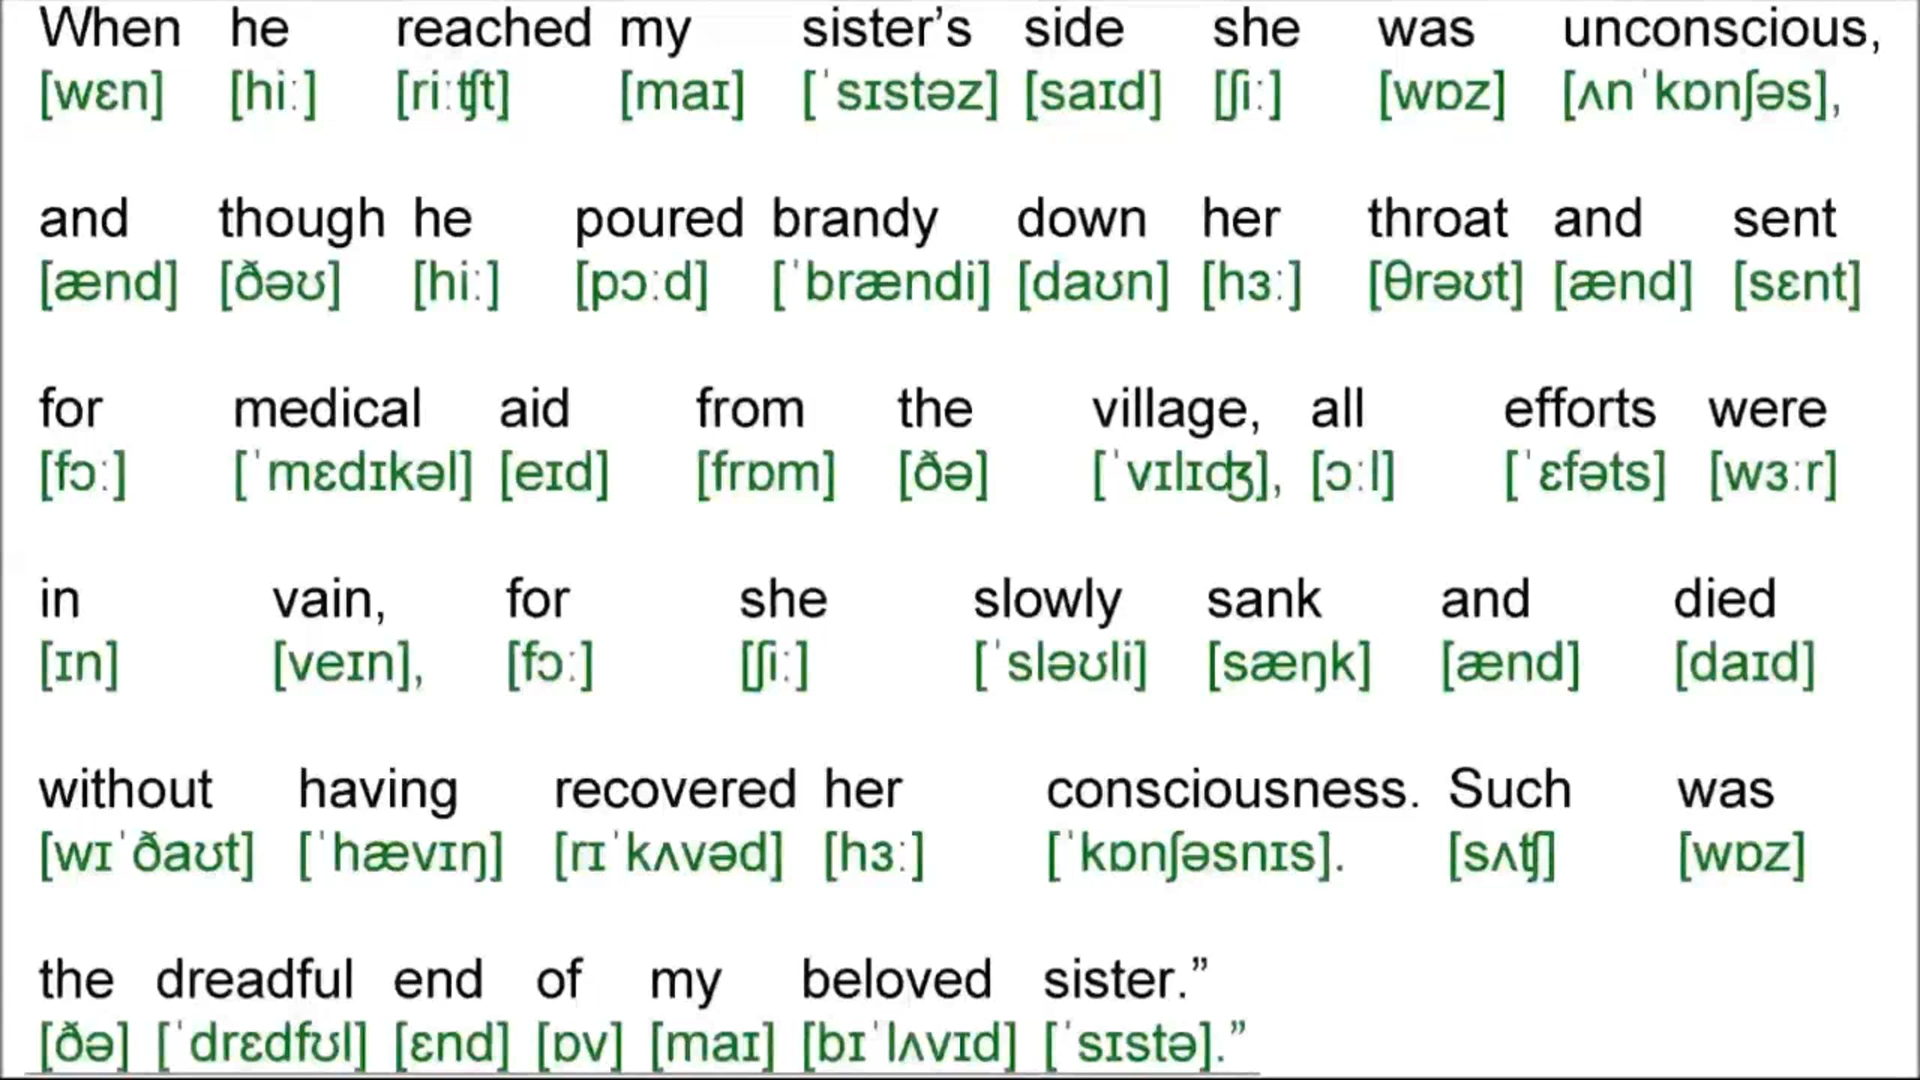 When he reached my sister’s side she was unconscious,
[wɛn] [hiː] [riːʧt] [maɪ] [ˈsɪstəz] [saɪd] [ʃiː] [wɒz] [ʌnˈkɒnʃəs],
and though he poured brandy down her throat and sent
[ænd] [ðəʊ] [hiː] [pɔːd] [ˈbrændi] [daʊn] [hɜː] [θrəʊt] [ænd] [sɛnt]
for medical aid from the village, all efforts were
[fɔː] [ˈmɛdɪkəl] [eɪd] [frɒm] [ðə] [ˈvɪlɪʤ], [ɔːl] [ˈɛfəts] [wɜːr]
in vain, for she slowly sank and died
[ɪn] [veɪn], [fɔː] [ʃiː] [ˈsləʊli] [sæŋk] [ænd] [daɪd]
without having recovered her consciousness. Such was
[wɪˈðaʊt] [ˈhævɪŋ] [rɪˈkʌvəd] [hɜː] [ˈkɒnʃəsnɪs]. [sʌʧ] [wɒz]
the dreadful end of my beloved sister.”
[ðə] [ˈdrɛdfʊl] [ɛnd] [ɒv] [maɪ] [bɪˈlʌvɪd] [ˈsɪstə].”